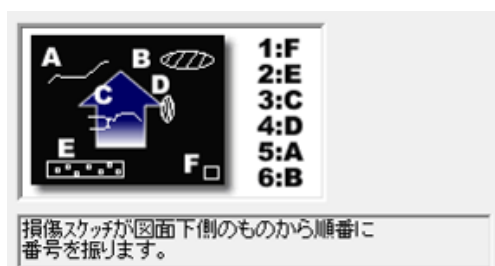 A
B
C
D
E
F
1:F
2:E
3:C
4:D
5:A
6:B
損傷スケッチが図面下側のものから順番に
番号を振ります。